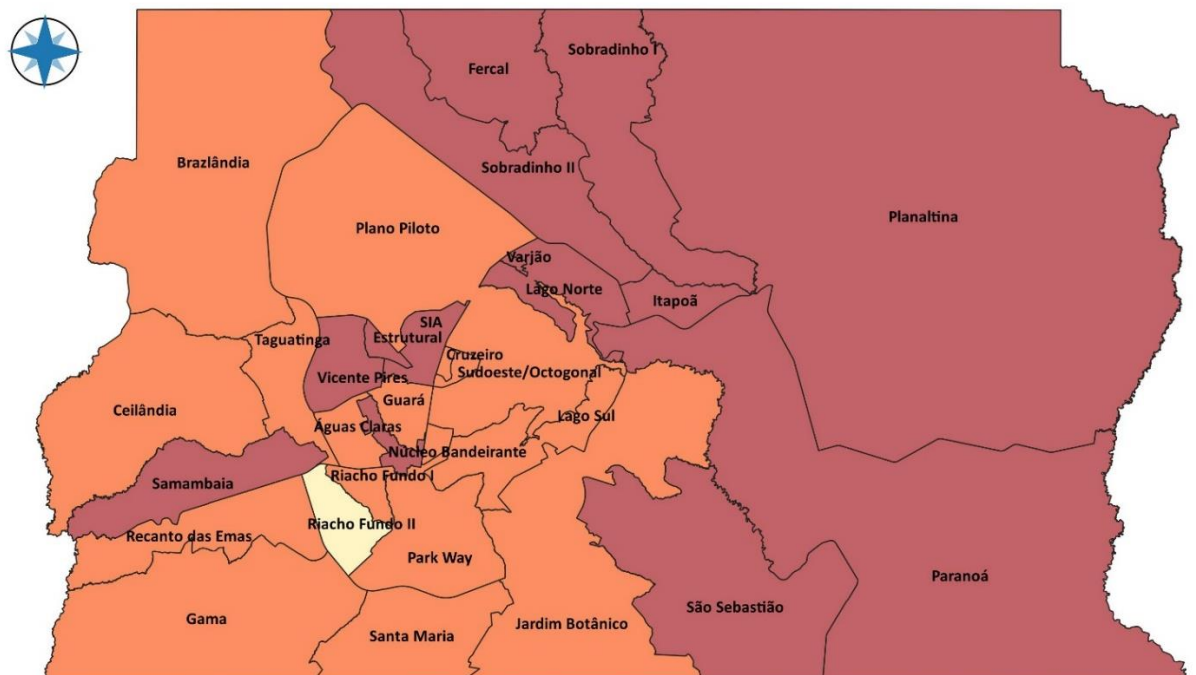 Sobradinho I
Fercal
Brazlândia
Sobradinho II
Planaltina
Plano Piloto
Varjão
Lago Norte
Itapoã
SIA
Estrutural
Taguatinga
Cruzeiro
Sudoeste/Octogonal
Vicente Pires
Guará
Ceilândia
Lago Sul
Águas Claras
Núcleo Bandeirante
Riacho Fundo I
Samambaia
Riacho Fundo II
Recanto das Emas
Park Way
Paranoá
São Sebastião
Gama
Jardim Botânico
Santa Maria